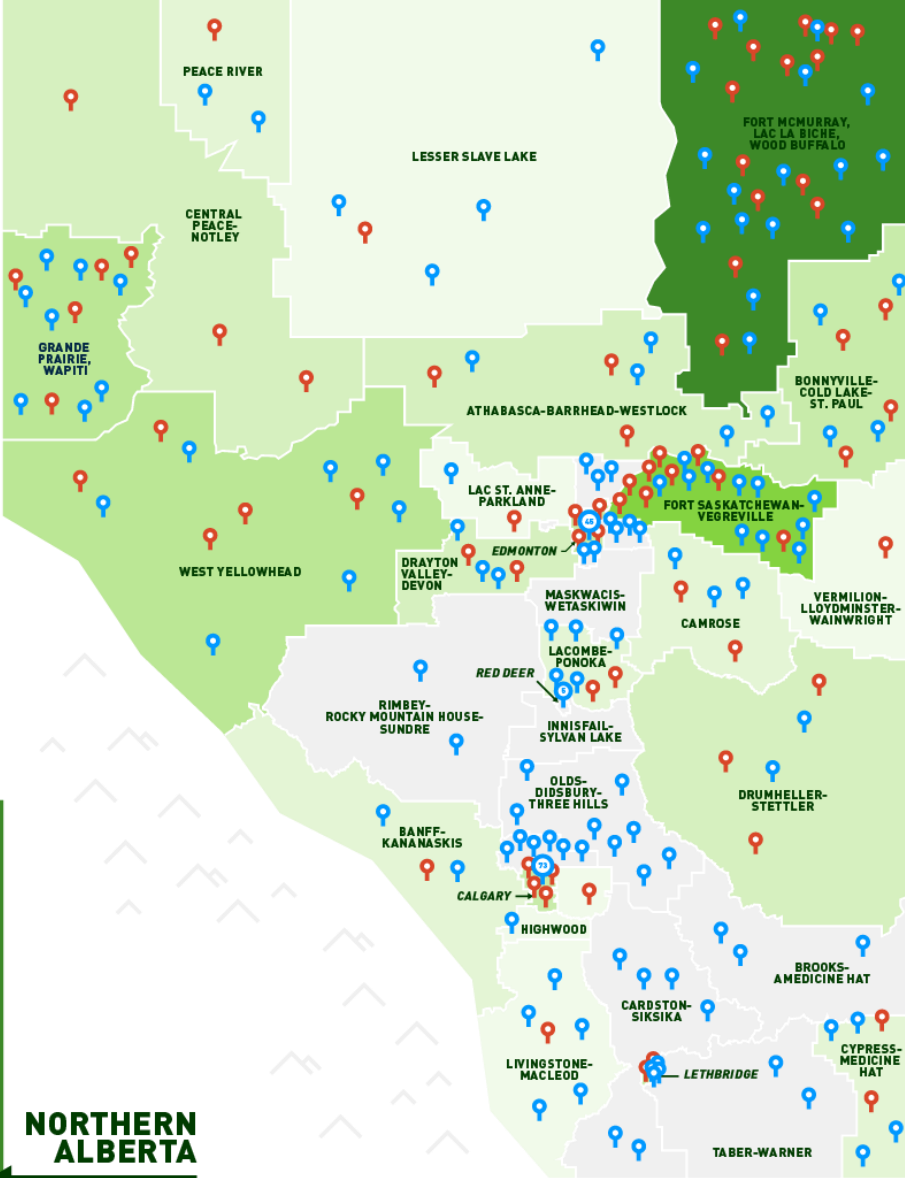 PEACE RIVER
LESSER SLAVE LAKE
FORT MCMURRAY,
LAC LA BICHE,
WOOD BUFFALO
CENTRAL
PEACE-
NOTLEY
GRANDE
PRAIRIE,
WAPITI
BONNYVILLE-
COLD LAKE-
ST. PAUL
ATHABASCA-BARRHEAD-WESTLOCK
LAC ST. ANNE-
PARKLAND
FORT SASKATCHEWAN-
VEGREVILLE
45
EDMONTON
WEST YELLOWHEAD
DRAYTON
VALLEY-
DEVON
MASKWACIS-
WETASKIWIN
VERMILION-
LLOYDMINSTER-
WAINWRIGHT
CAMROSE
LACOMBE-
PONOKA
RED DEER
5
RIMBEY-
ROCKY MOUNTAIN HOUSE-
SUNDRE
INNISFAIL-
SYLVAN LAKE
OLDS-
DIDSBURY-
THREE HILLS
DRUMHELLER-
STETTLER
BANFF-
KANANASKIS
73
CALGARY
HIGHWOOD
BROOKS-
AMEDICINE HAT
CARDSTON-
SIKSIKA
CYPRESS-
MEDICINE
HAT
LIVINGSTONE-
MACLEOD
LETHBRIDGE
NORTHERN
ALBERTA
TABER-WARNER